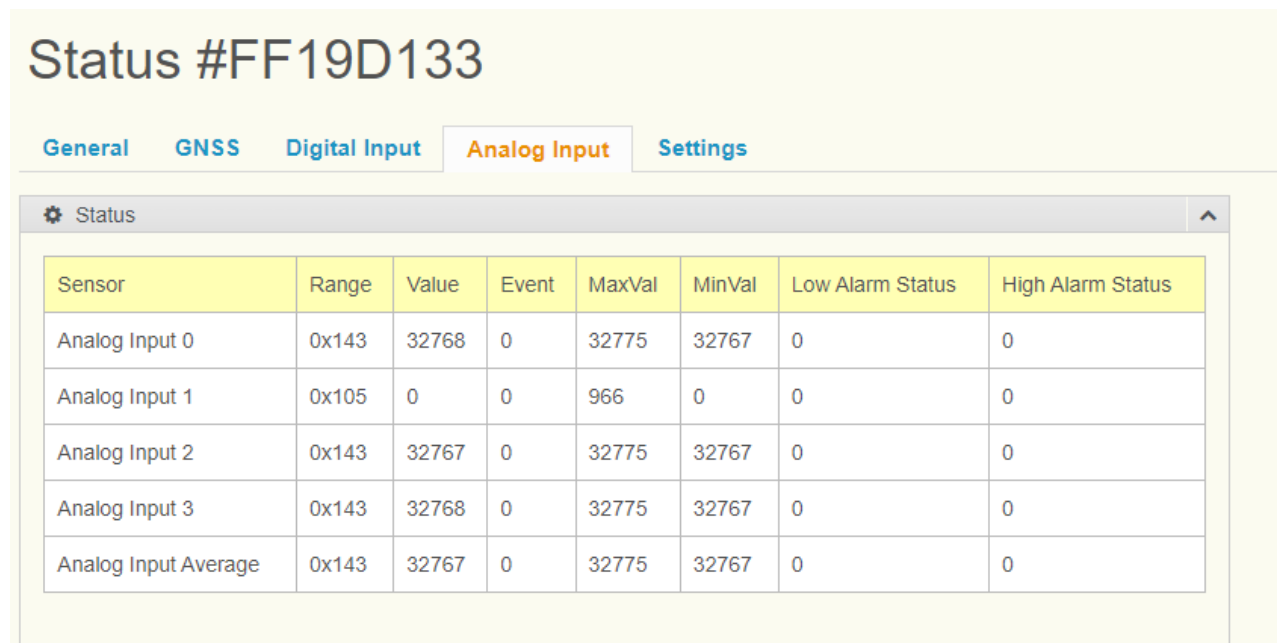 Status #FF19D133
General GNSS Digital Input Analog Input Settings
Status
Sensor Range Value Event MaxVal MinVal Low Alarm Status High Alarm Status
Analog Input 0 0x143 32768 0 32775 32767 0 0
Analog Input 1 0x105 0 0 966 0 0 0
Analog Input 2 0x143 32767 0 32775 32767 0 0
Analog Input 3 0x143 32768 0 32775 32767 0 0
Analog Input Average 0x143 32767 0 32775 32767 0 0